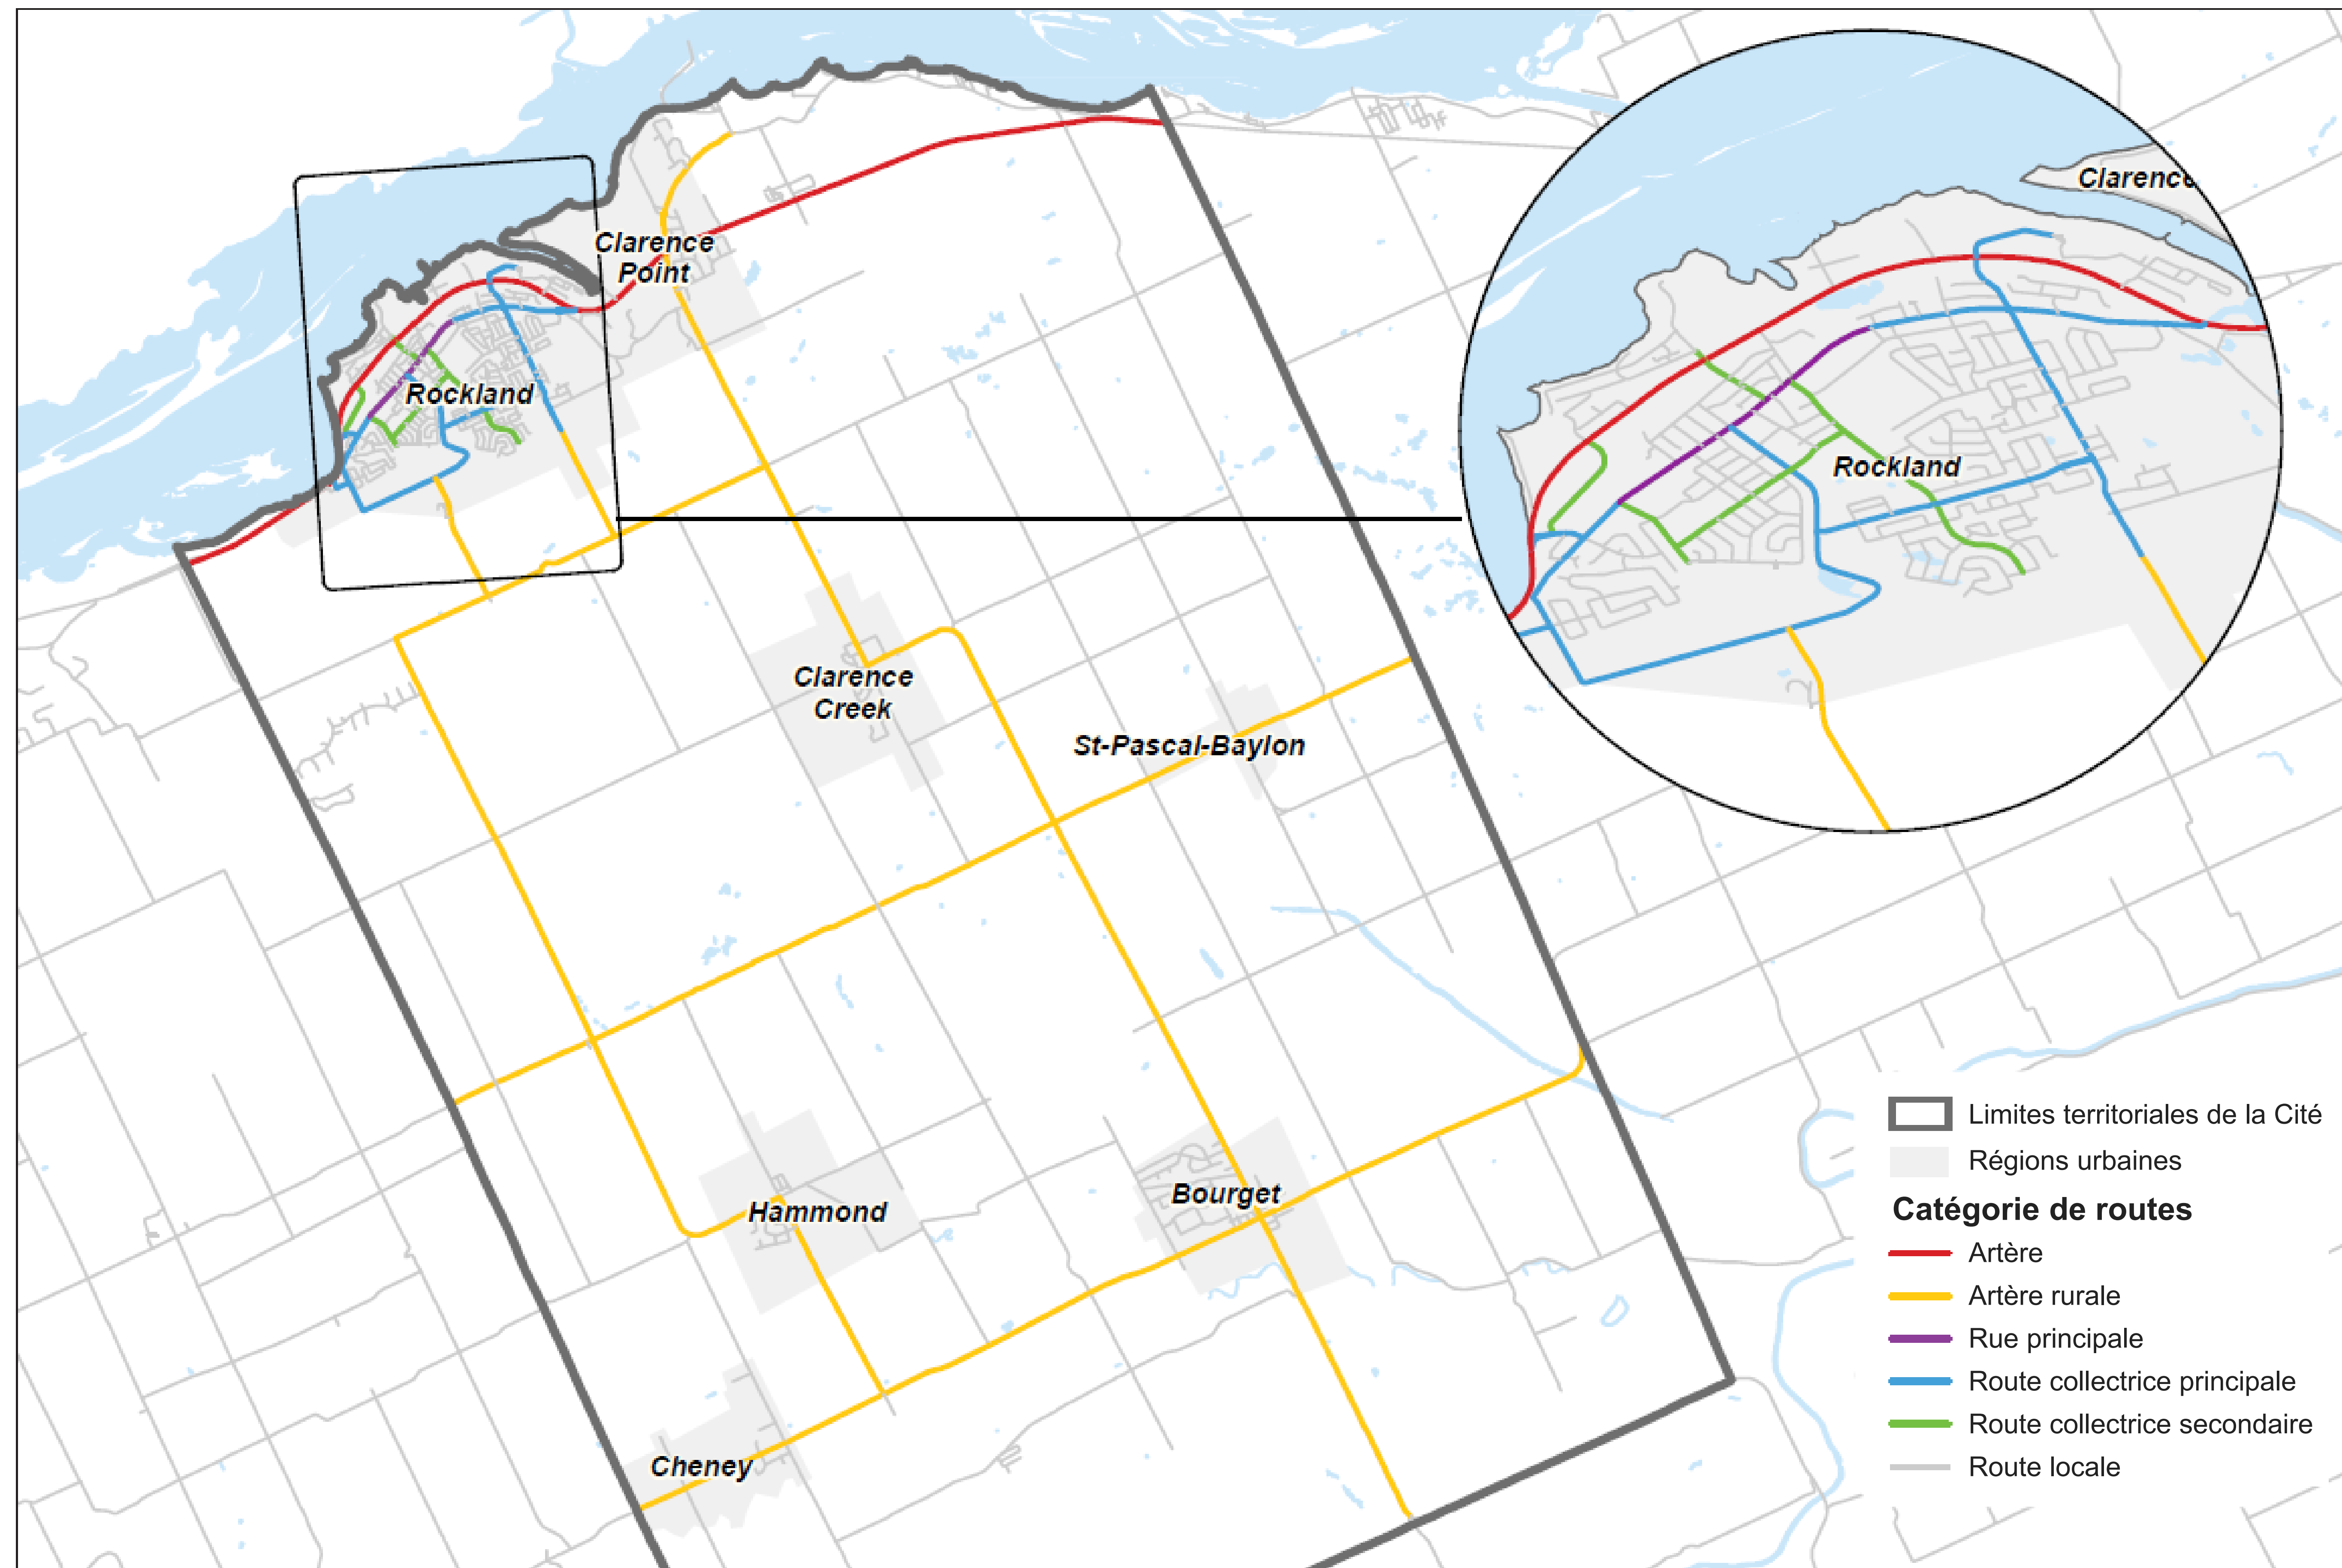 Clarence
Clarence
Point
Rockland
Rockland
Clarence
Creek
St-Pascal-Baylon
Hammond
Bourget
Cheney
Limites territoriales de la Cité
Régions urbaines
Catégorie de routes
Artère
Artère rurale
Rue principale
Route collectrice principale
Route collectrice secondaire
Route locale